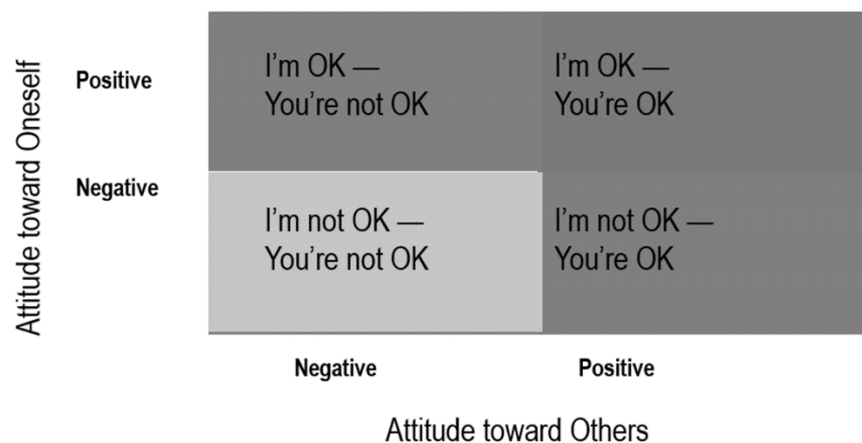 Attitude toward Oneself
Positive
I'm OK —
You're not OK
I'm OK —
You're OK
Negative
I'm not OK —
You're not OK
I'm not OK —
You're OK
Negative
Positive
Attitude toward Others